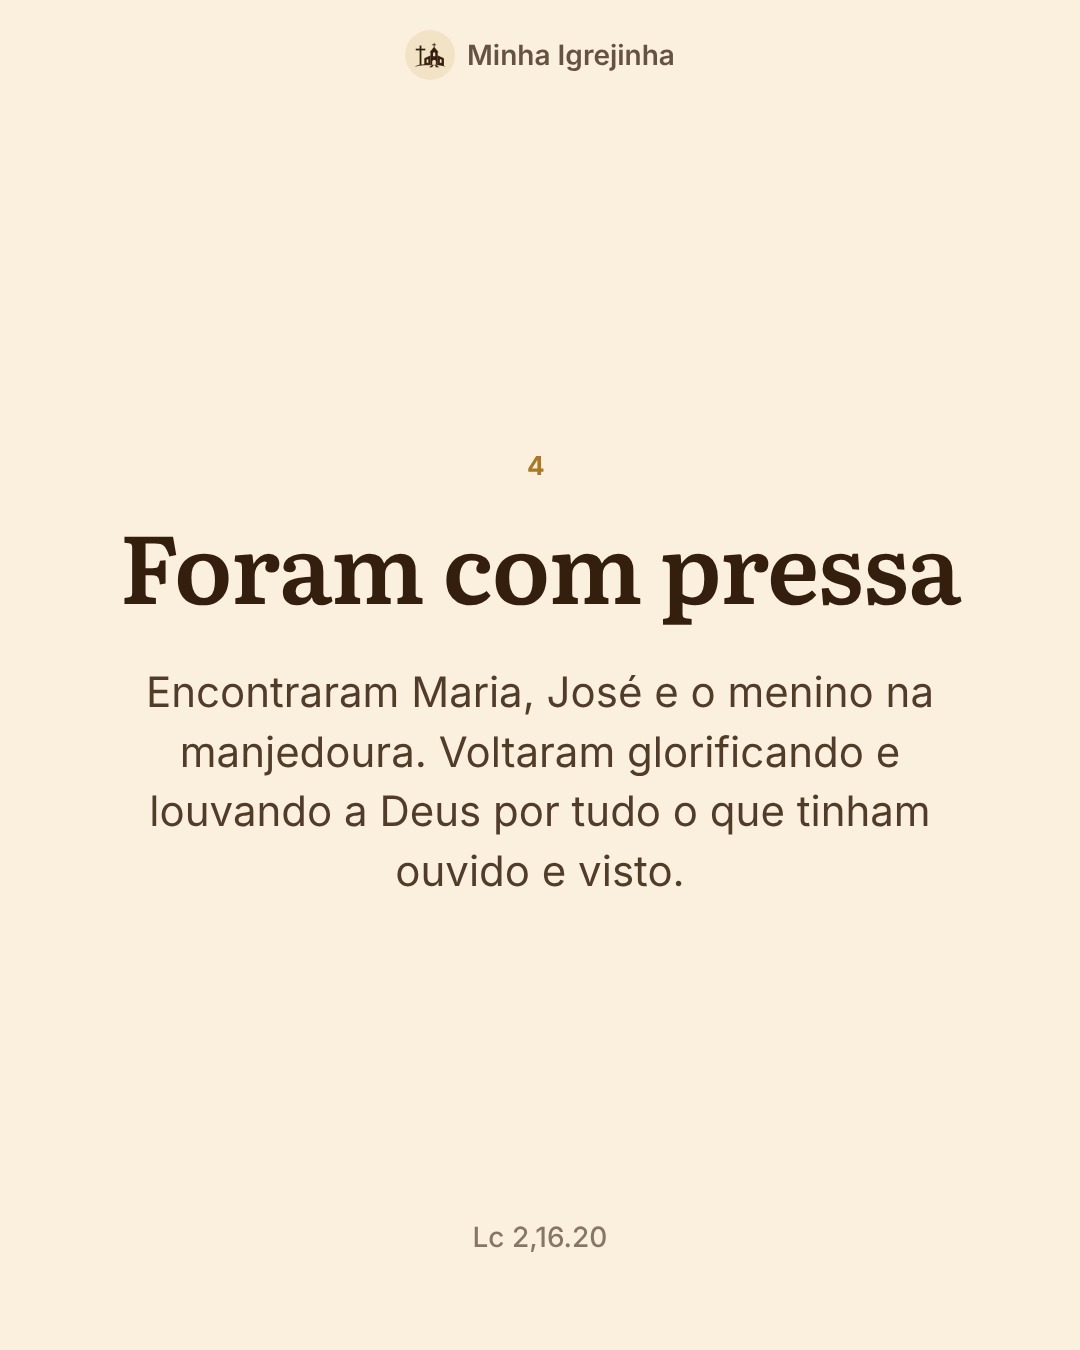 Minha Igrejinha
4
Foram com pressa
Encontraram Maria, José e o menino na
manjedoura. Voltaram glorificando e
louvando a Deus por tudo o que tinham
ouvido e visto.
Lc 2,16.20